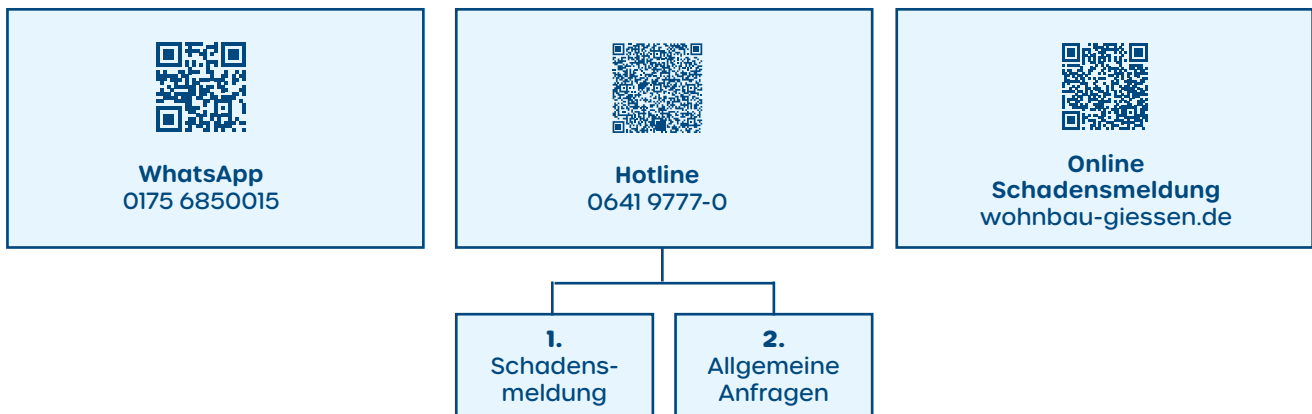 WhatsApp
0175 6850015
Hotline
0641 9777-0
Online
Schadensmeldung
wohnbau-giessen.de
1.
Schadens-
meldung
2.
Allgemeine
Anfragen